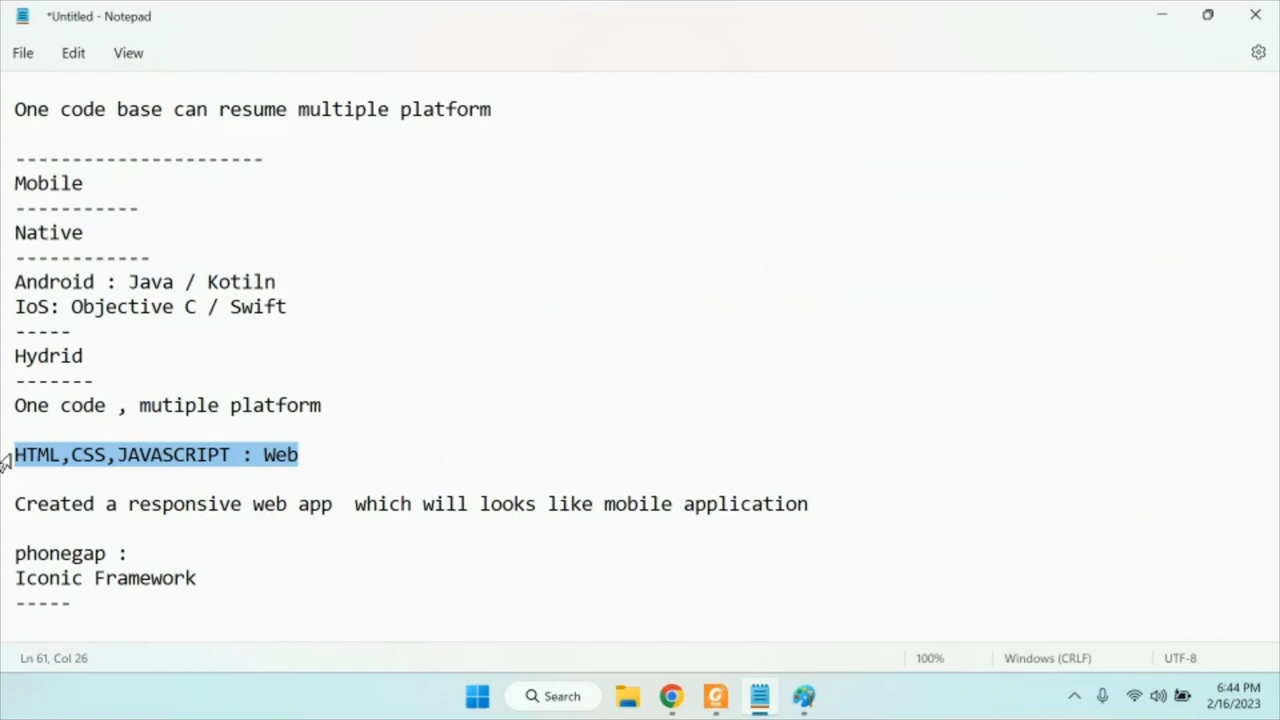 *Untitled - Notepad
File Edit View
One code base can resume multiple platform
----------------------
Mobile
-----------
Native
------------
Android : Java / Kotiln
IoS: Objective C / Swift
-----
Hydrid
-------
One code , mutiple platform
HTML,CSS,JAVASCRIPT : Web
Created a responsive web app  which will looks like mobile application
phonegap :
Iconic Framework
-----
Ln 61, Col 26 100% Windows (CRLF) UTF-8
Search
6:44 PM
2/16/2023